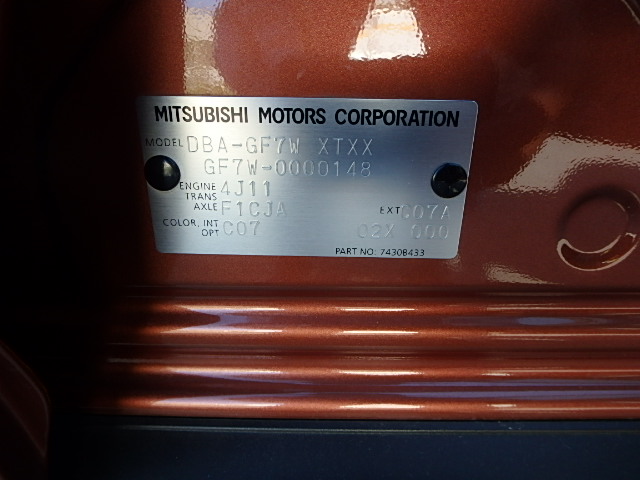 MITSUBISHI MOTORS CORPORATION
MODEL DBA-GF7W XTXX
GF7W-0000148
ENGINE 4J11
TRANS AXLE F1CJA EXT C07A
COLOR, INT OPT C07 02X 000
PART NO: 7430B433